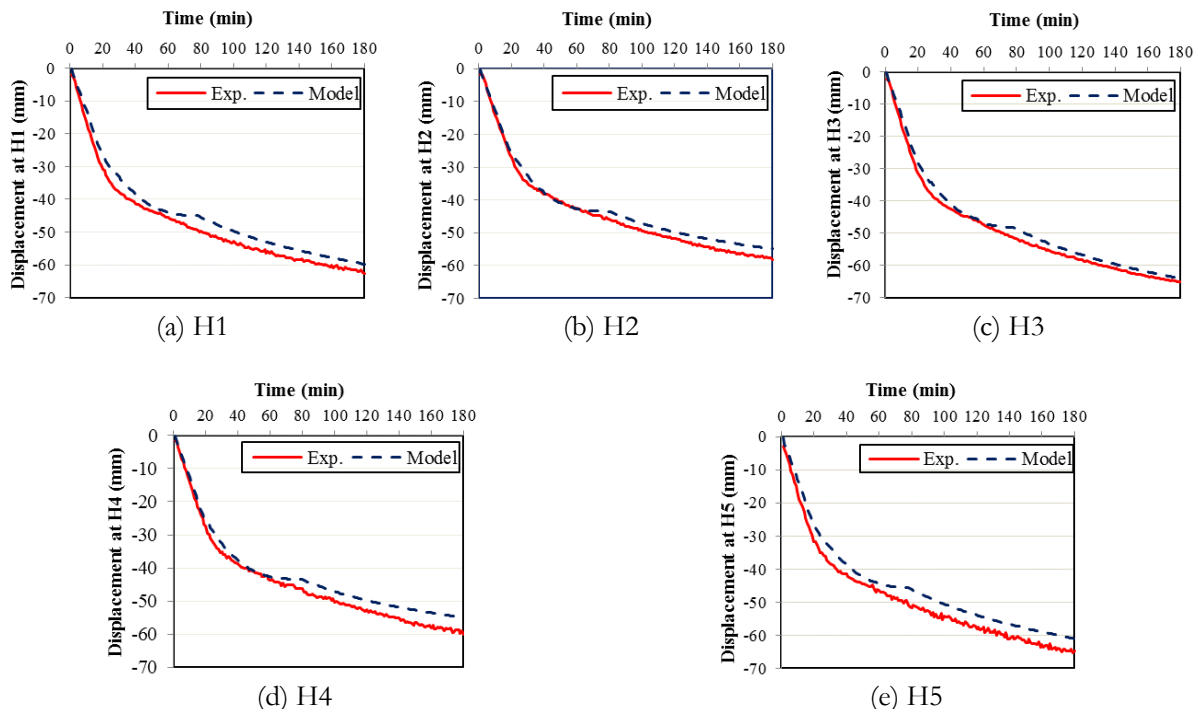 Time (min)
0 20 40 60 80 100 120 140 160 180
Displacement at H1 (mm)
0
-10
-20
-30
-40
-50
-60
-70
Exp. Model
(a) H1
Time (min)
0 20 40 60 80 100 120 140 160 180
Displacement at H2 (mm)
0
-10
-20
-30
-40
-50
-60
-70
Exp. Model
(b) H2
Time (min)
0 20 40 60 80 100 120 140 160 180
Displacement at H3 (mm)
0
-10
-20
-30
-40
-50
-60
-70
Exp. Model
(c) H3
Time (min)
0 20 40 60 80 100 120 140 160 180
Displacement at H4 (mm)
0
-10
-20
-30
-40
-50
-60
-70
Exp. Model
(d) H4
Time (min)
0 20 40 60 80 100 120 140 160 180
Displacement at H5 (mm)
0
-10
-20
-30
-40
-50
-60
-70
Exp. Model
(e) H5